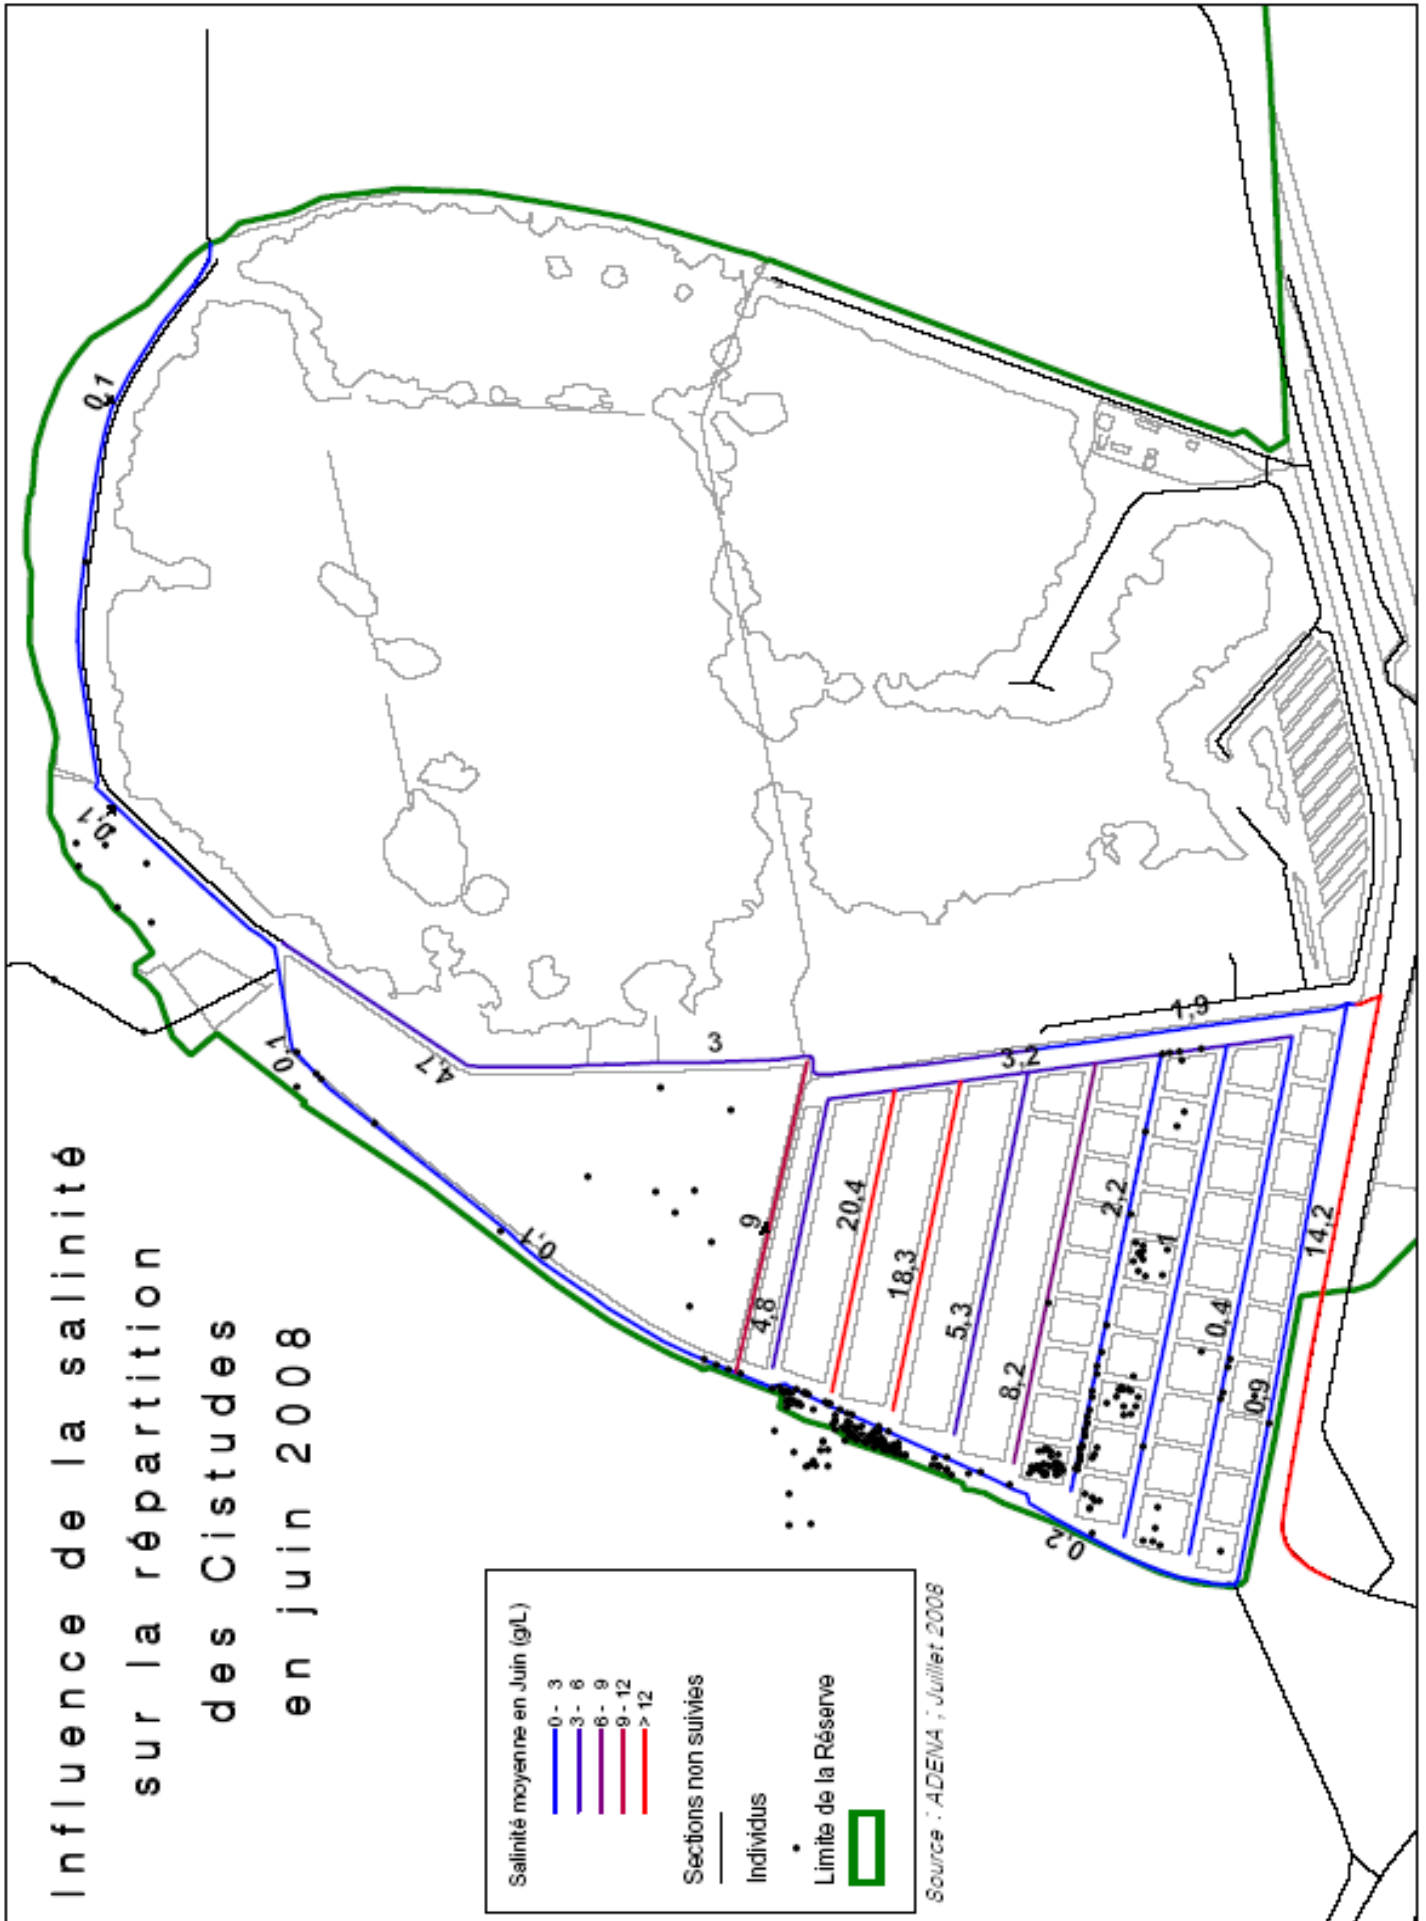 Influence de la salinité
sur la répartition
des Cistudes
en juin 2008
Salinité moyenne en Juin (g/L)
0 - 3
3 - 6
6 - 9
9 - 12
> 12
Sections non suivies
Individus
Limite de la Réserve
Source : ADENA ; Juillet 2008
0,1
0,1
0,1
0,1
4,7
3
9
4,8
20,4
18,3
5,3
8,2
2,2
1
0,4
0,9
14,2
3,2
1,9
0,2